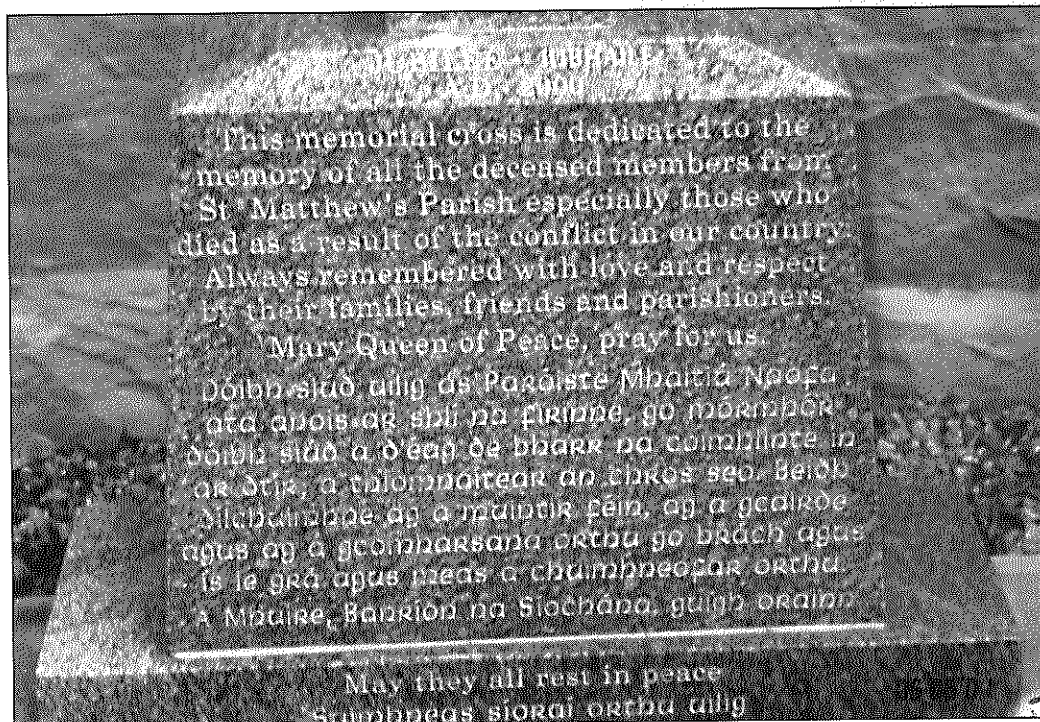 JUBILEE – IUBHAILE
A.D. 2000
This memorial cross is dedicated to the
memory of all the deceased members from
St Matthew's Parish especially those who
died as a result of the conflict in our country.
Always remembered with love and respect
by their families, friends and parishioners.
Mary Queen of Peace, pray for us.
Dóibh siúd uilig as Paróiste Mhaitiá Naofa
atá anois ar shlí na fírinne, go mórmhór
dóibh siúd a d'éag de bharr na coimhlinte in
ár dtír, a thiomnaítear an chros seo. Beidh
dílchuimhne ag a muintir féin, ag a gcairde
agus ag a gcomharsana orthu go brách agus
is le grá agus meas a chuimhneofar orthu.
A Mhuire, Banríon na Síochána, guigh orainn
May they all rest in peace
Suaimhneas síoraí orthu uilig